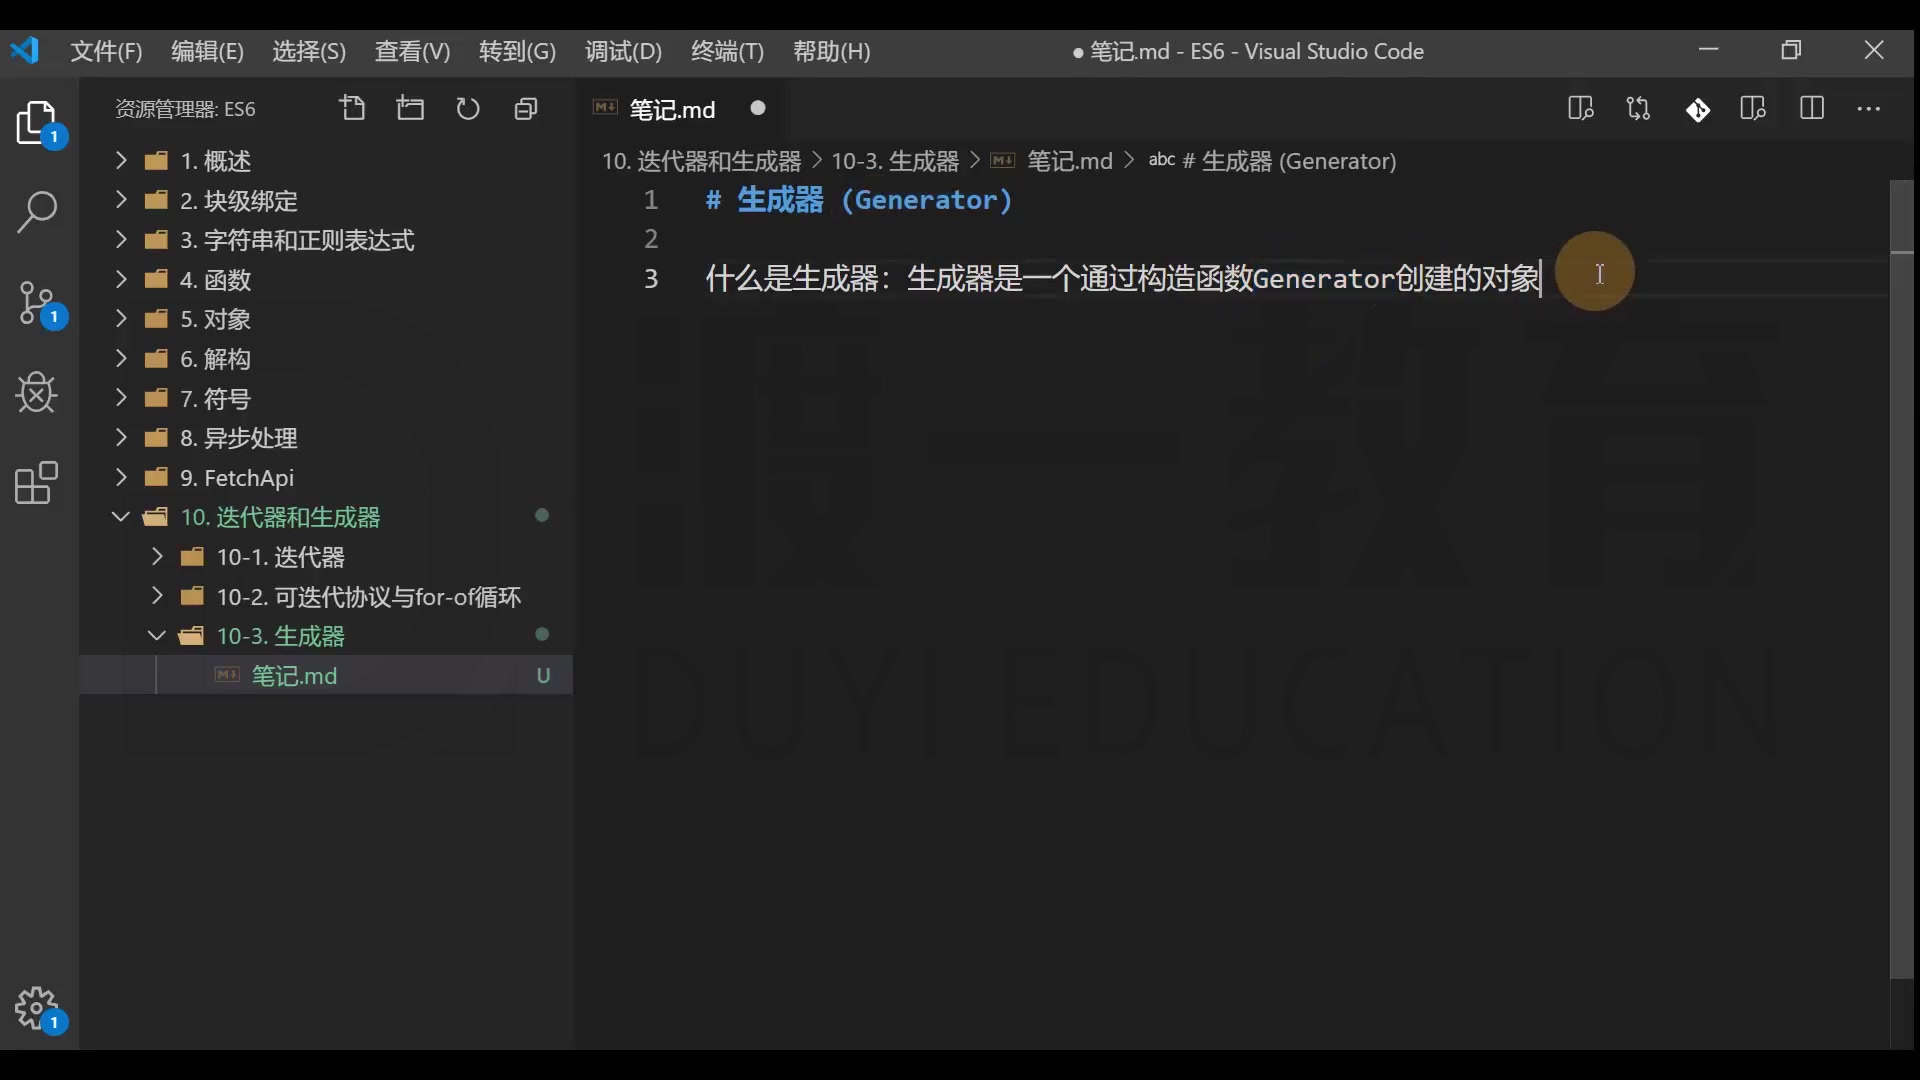 文件(F) 编辑(E) 选择(S) 查看(V) 转到(G) 调试(D) 终端(T) 帮助(H) ● 笔记.md - ES6 - Visual Studio Code
资源管理器: ES6
笔记.md
1. 概述
2. 块级绑定
3. 字符串和正则表达式
4. 函数
5. 对象
6. 解构
7. 符号
8. 异步处理
9. FetchApi
10. 迭代器和生成器
10-1. 迭代器
10-2. 可迭代协议与for-of循环
10-3. 生成器
笔记.md U
10. 迭代器和生成器 > 10-3. 生成器 > 笔记.md > abc # 生成器 (Generator)
1 # 生成器 (Generator)
2
3 什么是生成器：生成器是一个通过构造函数Generator创建的对象
1
1
1
渡一教育
DUYI EDUCATION